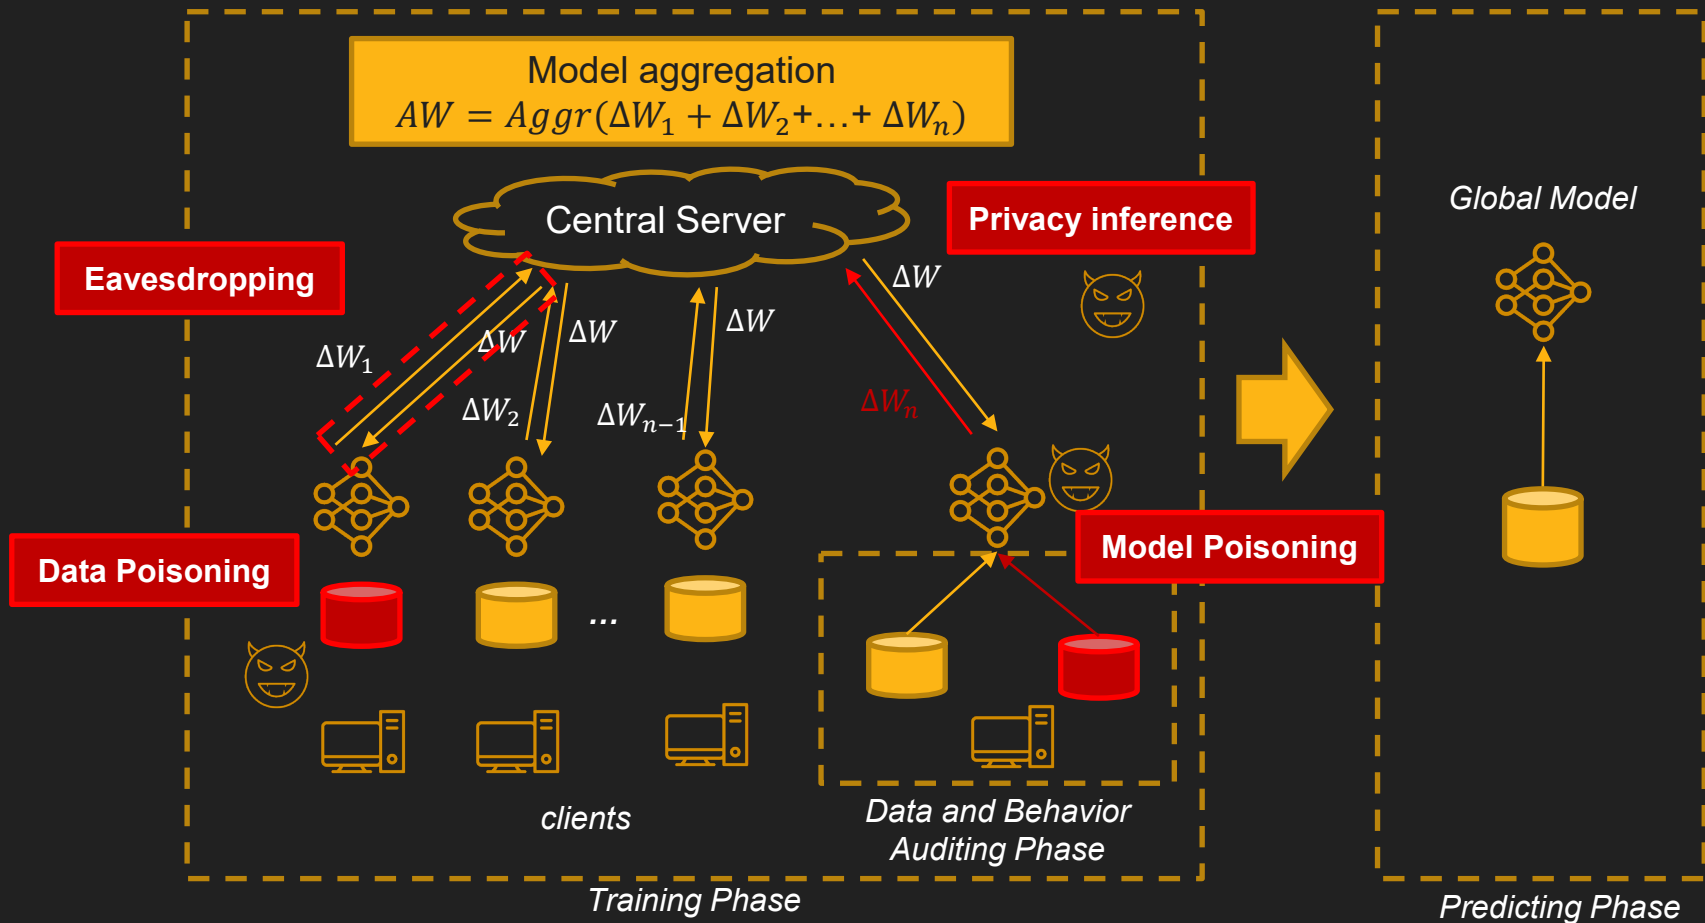 Model aggregation
𝐴𝑊 = 𝐴𝑔𝑔𝑟(Δ𝑊₁ + Δ𝑊₂+…+ Δ𝑊ₙ)
Central Server
Privacy inference
Global Model
Eavesdropping
Δ𝑊
Δ𝑊₁
Δ𝑊
Δ𝑊
Δ𝑊
Δ𝑊₂
Δ𝑊ₙ₋₁
Δ𝑊ₙ
Data Poisoning
Model Poisoning
...
clients
Data and Behavior
Auditing Phase
Training Phase
Predicting Phase